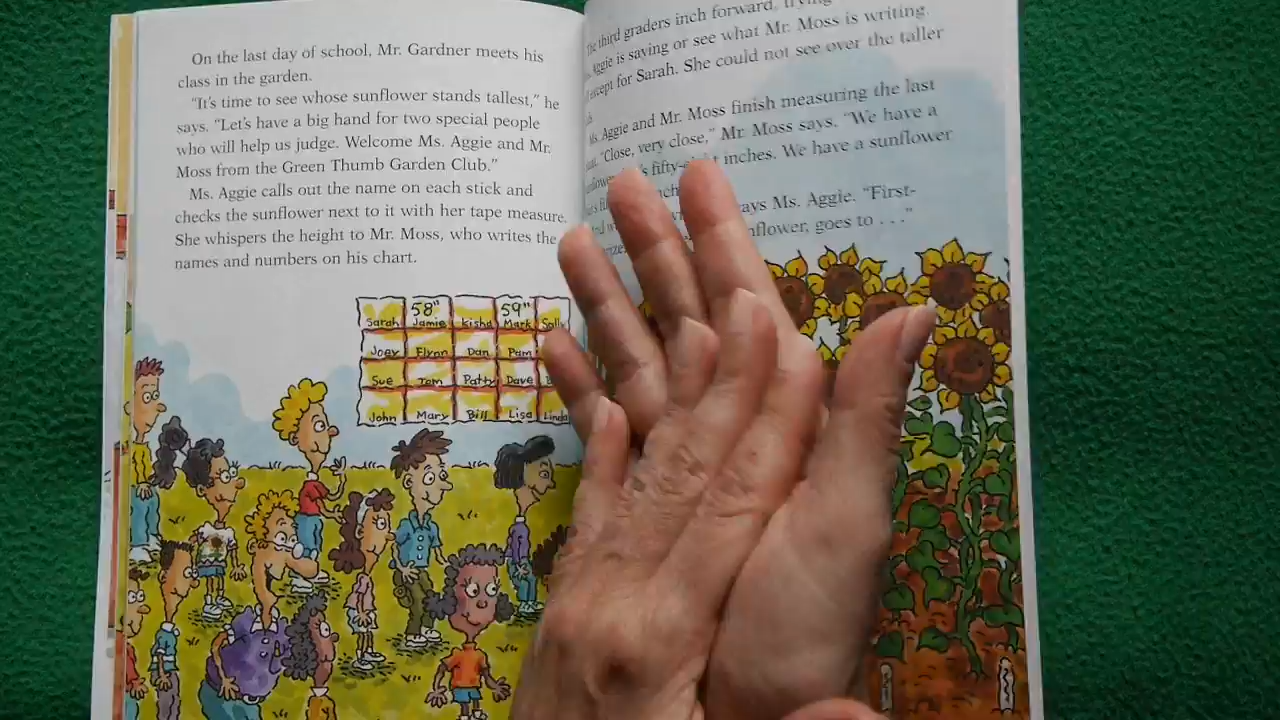 On the last day of school, Mr. Gardner meets his
class in the garden.
"It's time to see whose sunflower stands tallest," he
says. "Let's have a big hand for two special people
who will help us judge. Welcome Ms. Aggie and Mr.
Moss from the Green Thumb Garden Club."
Ms. Aggie calls out the name on each stick and
checks the sunflower next to it with her tape measure.
She whispers the height to Mr. Moss, who writes the
names and numbers on his chart.
58" 59"
Sarah Jamie Kisha Mark Sally
Joey Flynn Dan Pam
Sue Tom Patty Dave
John Mary Bill Lisa Linda
The third graders inch forward, trying
Aggie is saying or see what Mr. Moss is writing.
except for Sarah. She could not see over the taller
Ms. Aggie and Mr. Moss finish measuring the last
"Close, very close," Mr. Moss says. "We have a
fifty-eight inches. We have a sunflower
says Ms. Aggie. "First-
sunflower, goes to . . ."